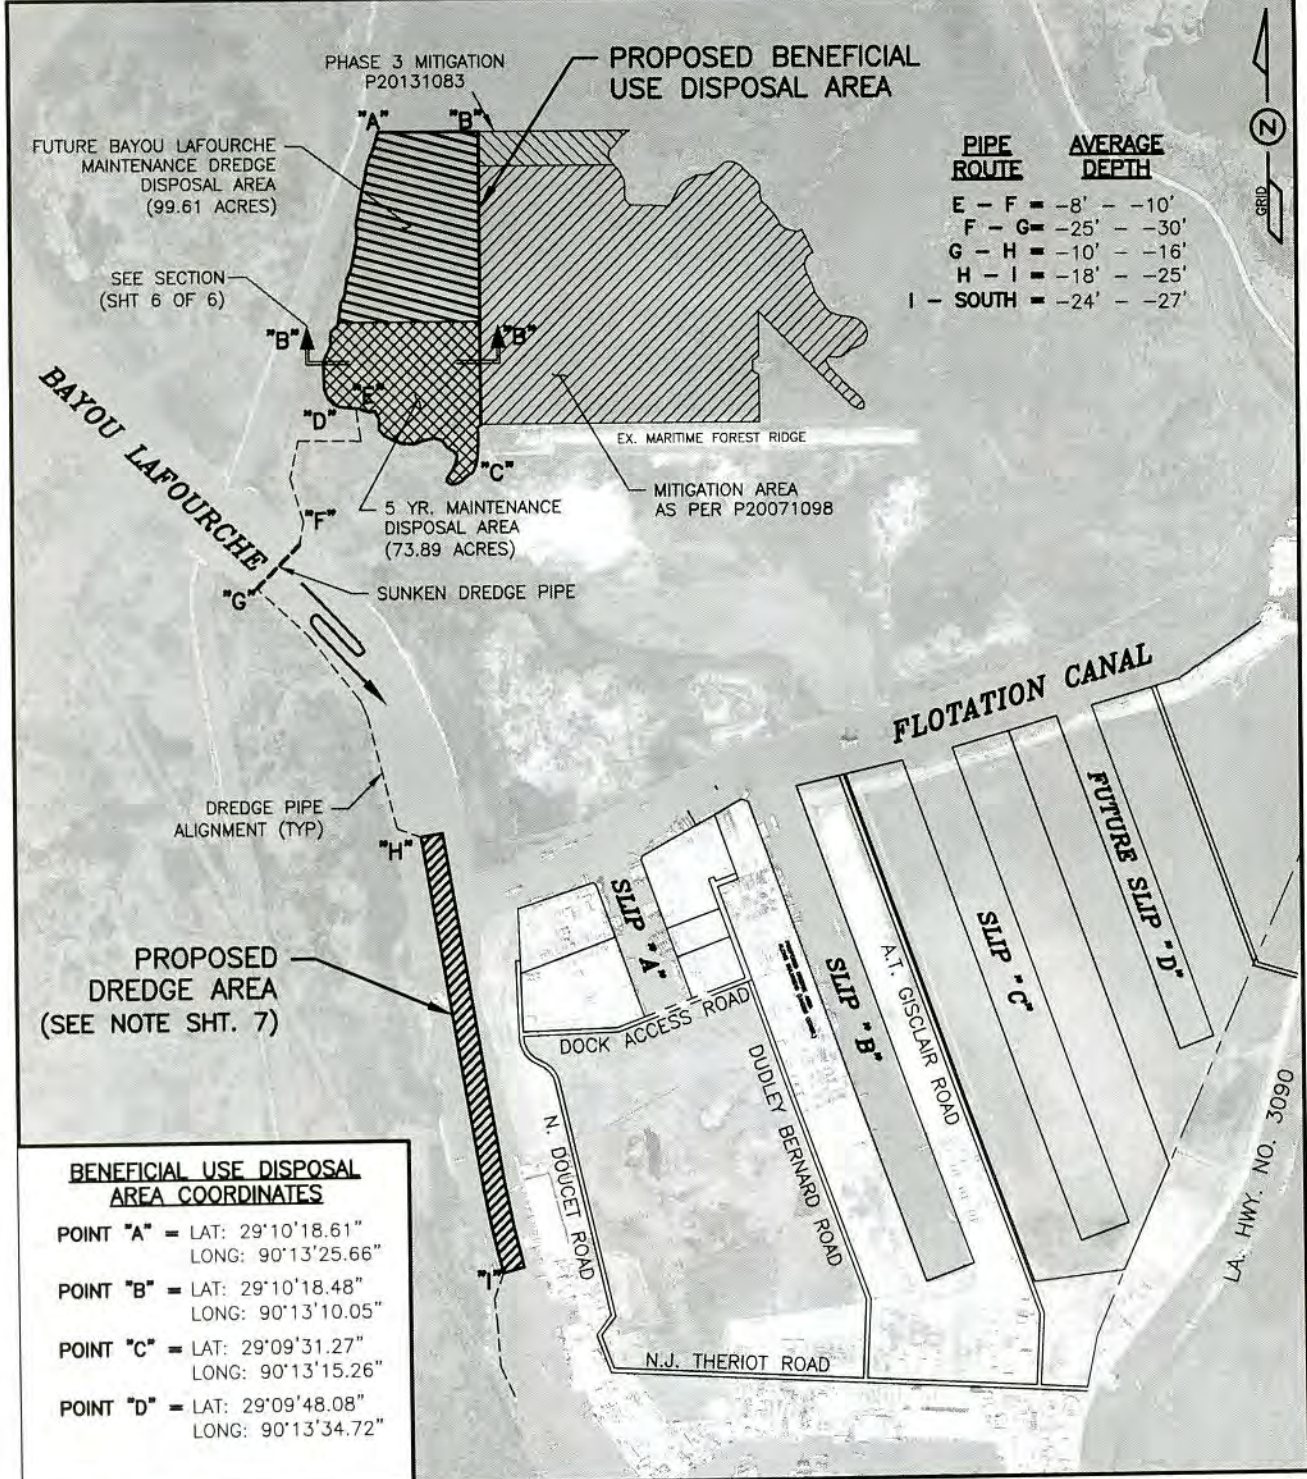 PHASE 3 MITIGATION
P20131083
PROPOSED BENEFICIAL
USE DISPOSAL AREA
"A"
"B"
FUTURE BAYOU LAFOURCHE
MAINTENANCE DREDGE
DISPOSAL AREA
(99.61 ACRES)
PIPE ROUTE AVERAGE DEPTH
E - F = -8' - -10'
F - G= -25' - -30'
G - H = -10' - -16'
H - I = -18' - -25'
I - SOUTH = -24' - -27'
N
GRID
SEE SECTION
(SHT 6 OF 6)
"B"
"B"
"E"
"D"
"C"
EX. MARITIME FOREST RIDGE
MITIGATION AREA
AS PER P20071098
5 YR. MAINTENANCE
DISPOSAL AREA
(73.89 ACRES)
"F"
BAYOU LAFOURCHE
SUNKEN DREDGE PIPE
"G"
FLOTATION CANAL
DREDGE PIPE
ALIGNMENT (TYP)
"H"
PROPOSED
DREDGE AREA
(SEE NOTE SHT. 7)
SLIP "A"
SLIP "B"
SLIP "C"
FUTURE SLIP "D"
DOCK ACCESS ROAD
A.T. GISCLAIR ROAD
DUDLEY BERNARD ROAD
N. DOUCET ROAD
LA. HWY. NO. 3090
"I"
N.J. THERIOT ROAD
BENEFICIAL USE DISPOSAL
AREA COORDINATES
POINT "A" = LAT: 29°10'18.61"
LONG: 90°13'25.66"
POINT "B" = LAT: 29°10'18.48"
LONG: 90°13'10.05"
POINT "C" = LAT: 29°09'31.27"
LONG: 90°13'15.26"
POINT "D" = LAT: 29°09'48.08"
LONG: 90°13'34.72"